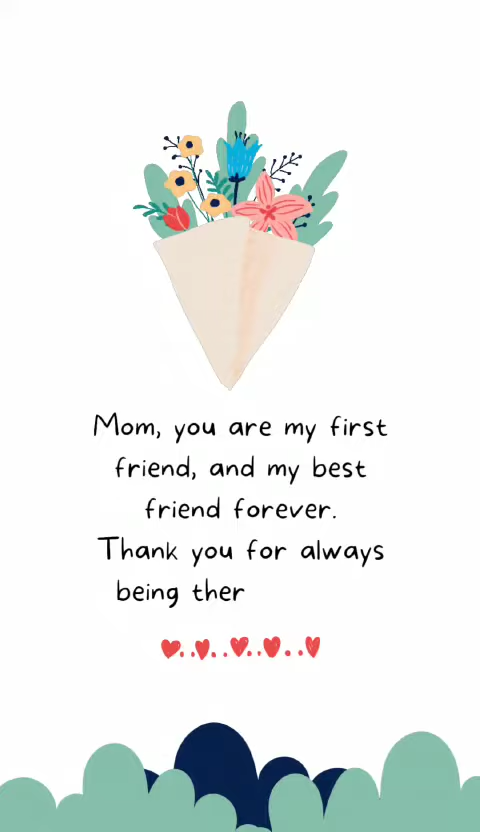 Mom, you are my first
friend, and my best
friend forever.
Thank you for always
being ther